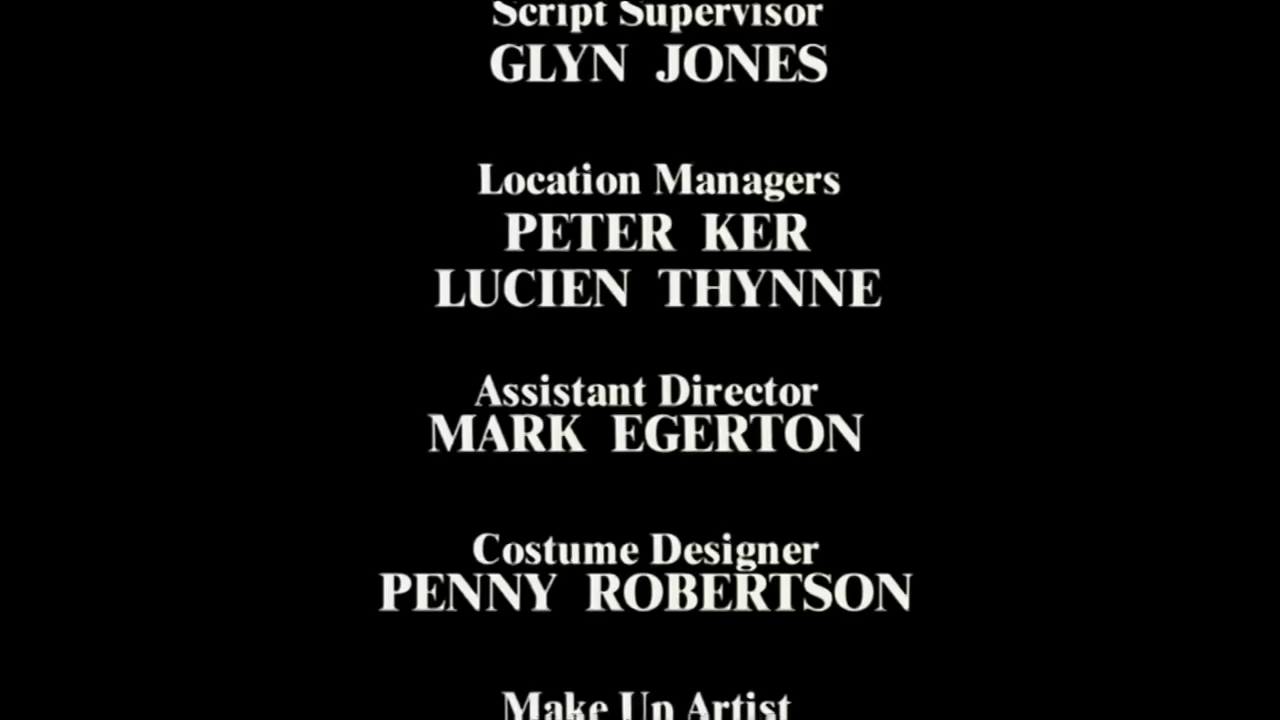 Script Supervisor
GLYN JONES
Location Managers
PETER KER
LUCIEN THYNNE
Assistant Director
MARK EGERTON
Costume Designer
PENNY ROBERTSON
Make Up Artist